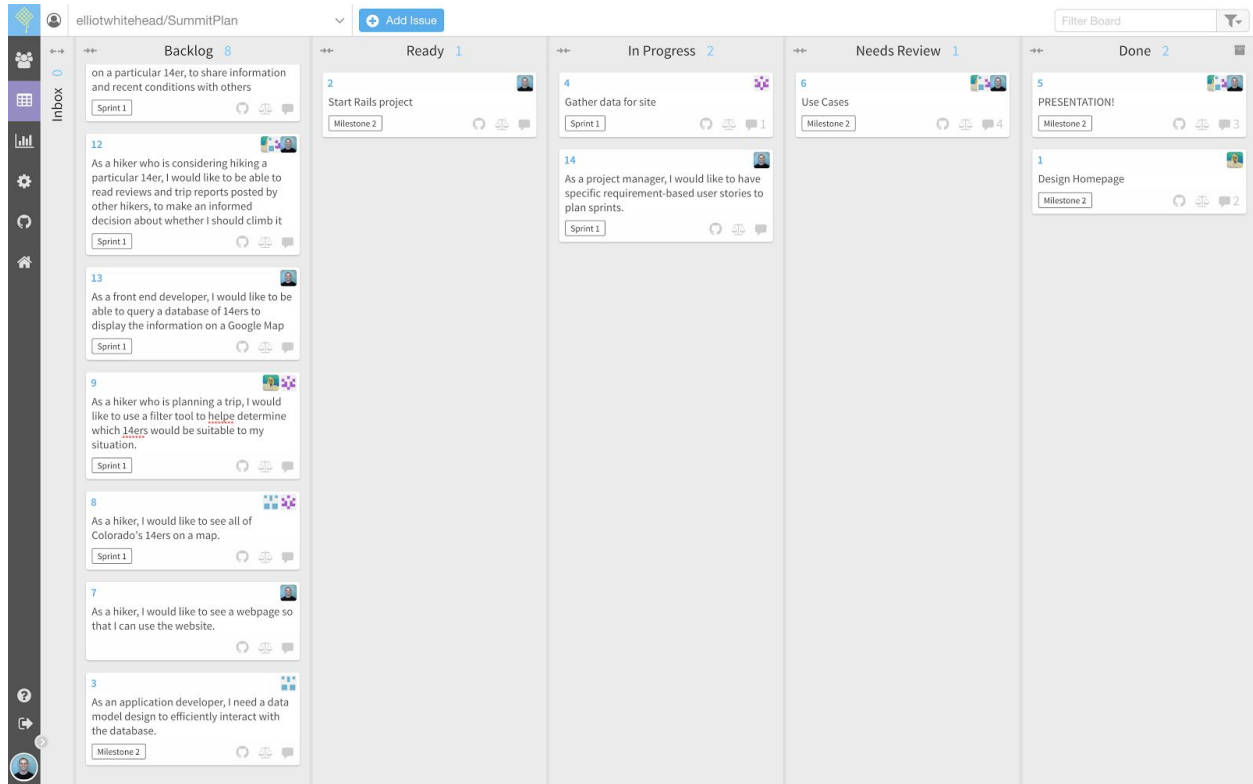 elliotwhitehead/SummitPlan
Add Issue
Filter Board
Inbox 0
Backlog 8
on a particular 14er, to share information
and recent conditions with others
Sprint 1
12
As a hiker who is considering hiking a
particular 14er, I would like to be able to
read reviews and trip reports posted by
other hikers, to make an informed
decision about whether I should climb it
Sprint 1
13
As a front end developer, I would like to be
able to query a database of 14ers to
display the information on a Google Map
Sprint 1
9
As a hiker who is planning a trip, I would
like to use a filter tool to helpe determine
which 14ers would be suitable to my
situation.
Sprint 1
8
As a hiker, I would like to see all of
Colorado's 14ers on a map.
Sprint 1
7
As a hiker, I would like to see a webpage so
that I can use the website.
3
As an application developer, I need a data
model design to efficiently interact with
the database.
Milestone 2
Ready 1
2
Start Rails project
Milestone 2
In Progress 2
4
Gather data for site
Sprint 1
1
14
As a project manager, I would like to have
specific requirement-based user stories to
plan sprints.
Sprint 1
Needs Review 1
6
Use Cases
Milestone 2
4
Done 2
5
PRESENTATION!
Milestone 2
3
1
Design Homepage
Milestone 2
2